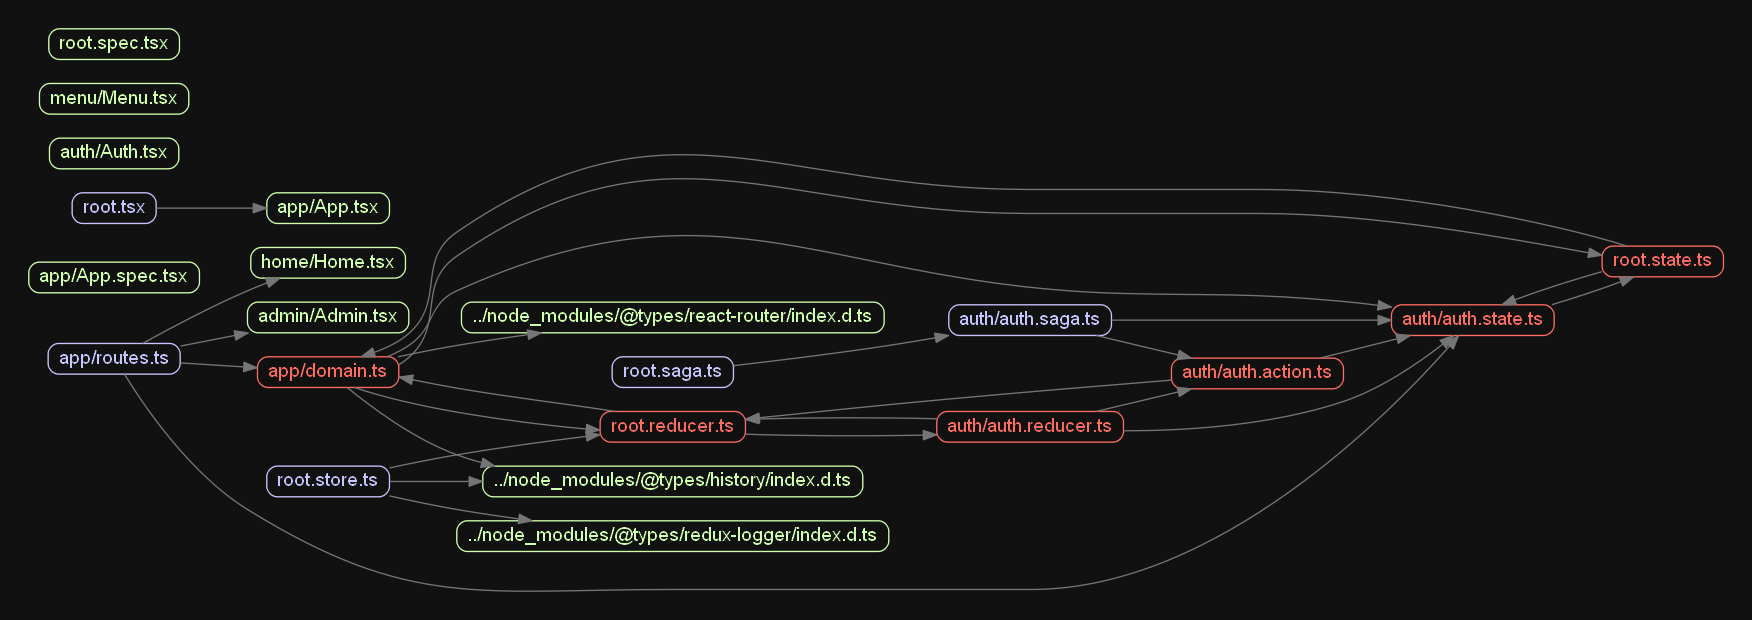 root.spec.tsx
menu/Menu.tsx
auth/Auth.tsx
root.tsx
app/App.tsx
home/Home.tsx
app/App.spec.tsx
admin/Admin.tsx
app/routes.ts
app/domain.ts
../node_modules/@types/react-router/index.d.ts
root.saga.ts
auth/auth.saga.ts
root.state.ts
auth/auth.state.ts
auth/auth.action.ts
root.reducer.ts
auth/auth.reducer.ts
root.store.ts
../node_modules/@types/history/index.d.ts
../node_modules/@types/redux-logger/index.d.ts